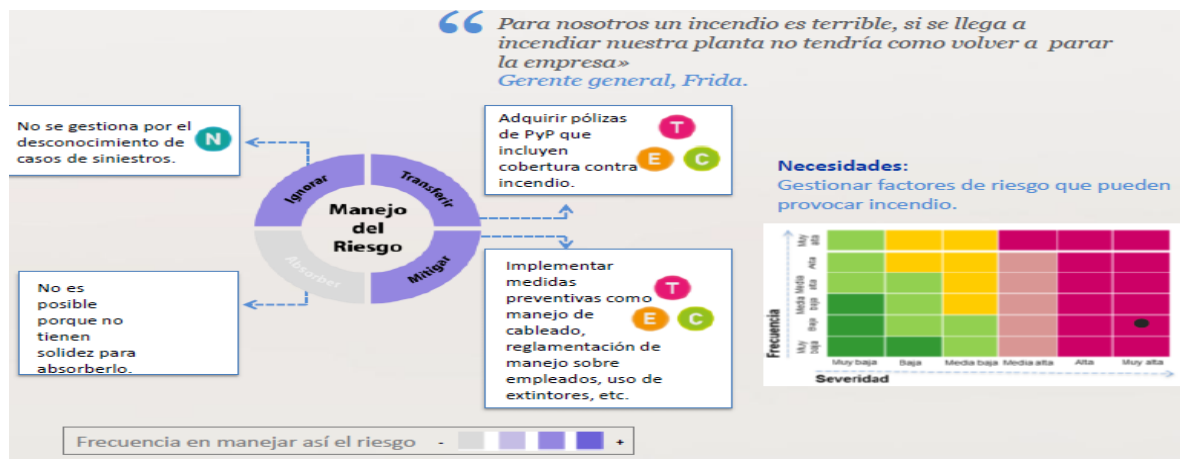 “ Para nosotros un incendio es terrible, si se llega a
incendiar nuestra planta no tendría como volver a parar
la empresa»
Gerente general, Frida.
No se gestiona por el
desconocimiento de
casos de siniestros.
N
Adquirir pólizas
de PyP que
incluyen
cobertura contra
incendio.
T
E C
Ignorar
Transferir
Manejo
del
Riesgo
Absorber
Mitigar
No es
posible
porque no
tienen
solidez para
absorberlo.
Implementar
medidas
preventivas como
manejo de
cableado,
reglamentación de
manejo sobre
empleados, uso de
extintores, etc.
T
E C
Necesidades:
Gestionar factores de riesgo que pueden
provocar incendio.
Frecuencia
Muy
alta
Alta
Media
alta
Media
baja
Baja
Muy
baja
Muy baja Baja Media baja Media alta Alta Muy alta
Severidad
Frecuencia en manejar así el riesgo - +